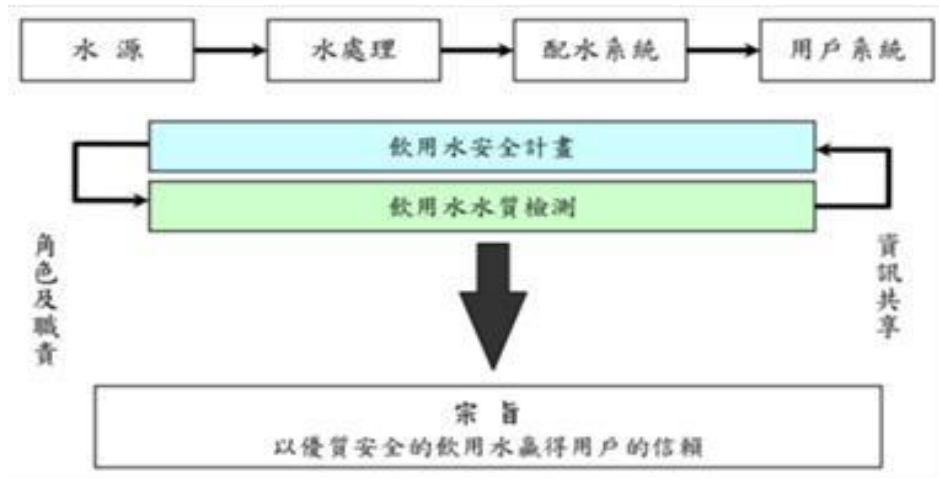 水 源
水處理
配水系統
用戶系統
飲用水安全計畫
飲用水水質檢測
角色及職責
資訊共享
宗 旨
以優質安全的飲用水贏得用戶的信賴